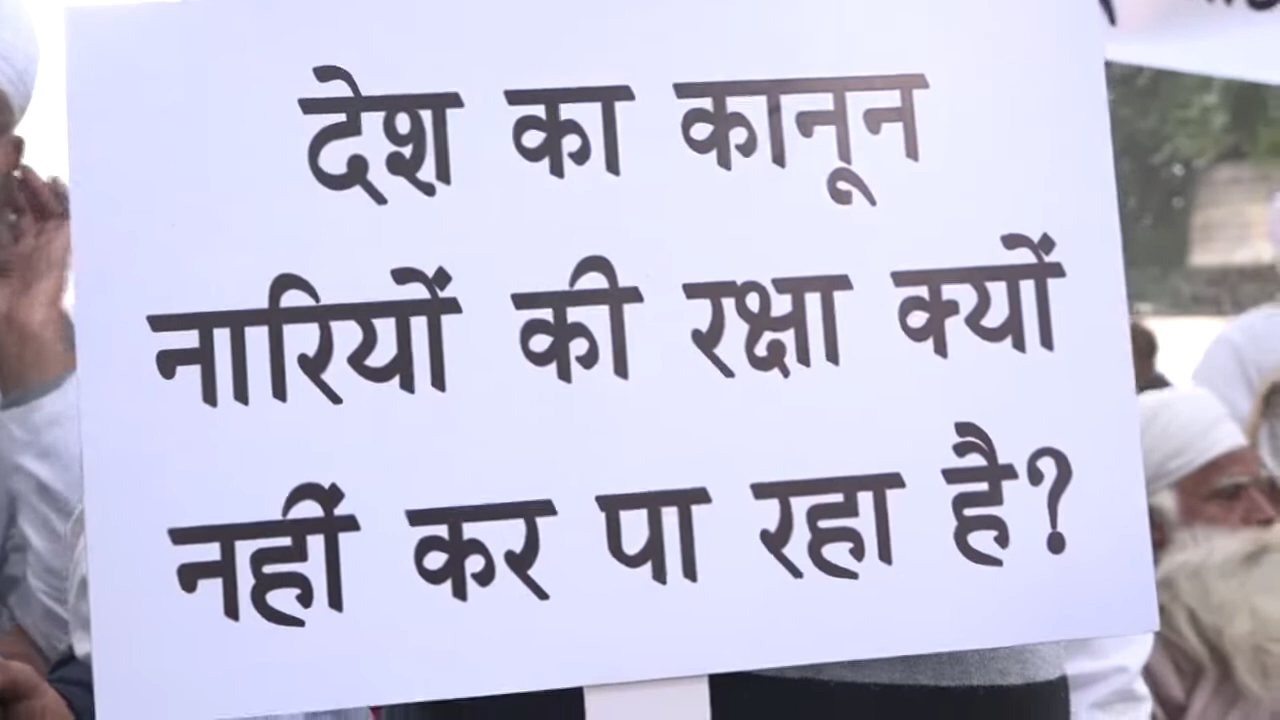 देश का कानून
नारियों की रक्षा क्यों
नहीं कर पा रहा है?